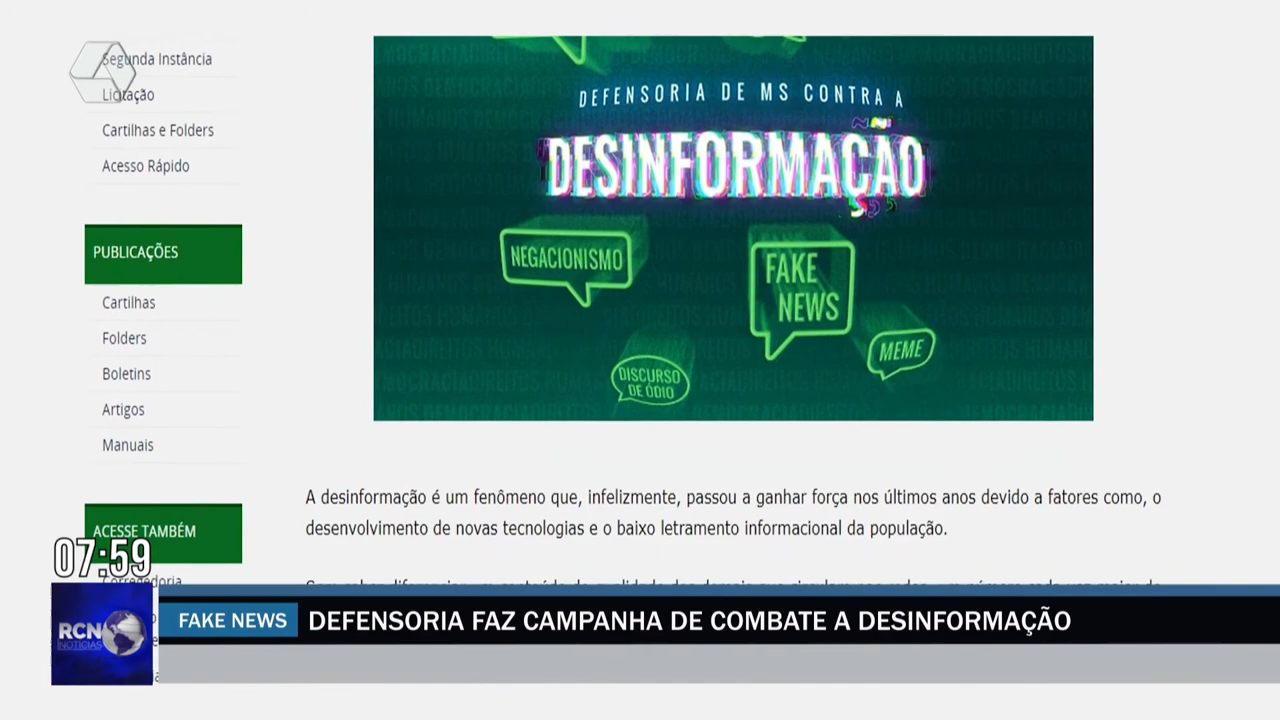 Segunda Instância
Licitação
Cartilhas e Folders
Acesso Rápido
PUBLICAÇÕES
Cartilhas
Folders
Boletins
Artigos
Manuais
ACESSE TAMBÉM
DEFENSORIA DE MS CONTRA A
DESINFORMAÇÃO
NEGACIONISMO
FAKE
NEWS
MEME
DISCURSO
DE ÓDIO
A desinformação é um fenômeno que, infelizmente, passou a ganhar força nos últimos anos devido a fatores como, o
desenvolvimento de novas tecnologias e o baixo letramento informacional da população.
07:59
Corregedoria
RCN
NOTÍCIAS
FAKE NEWS
DEFENSORIA FAZ CAMPANHA DE COMBATE A DESINFORMAÇÃO